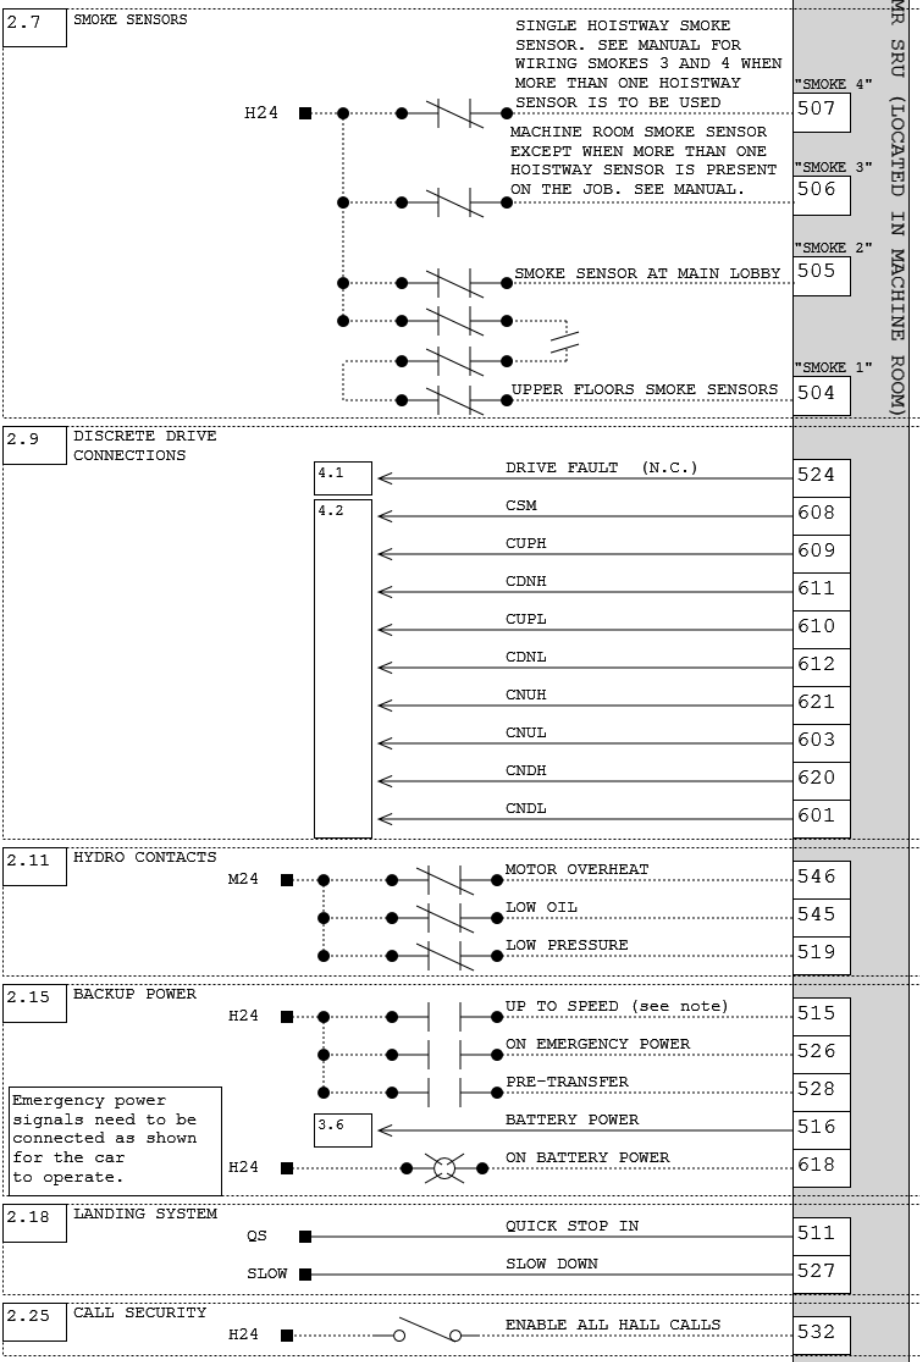 2.7 SMOKE SENSORS
SINGLE HOISTWAY SMOKE
SENSOR. SEE MANUAL FOR
WIRING SMOKES 3 AND 4 WHEN
MORE THAN ONE HOISTWAY
SENSOR IS TO BE USED
"SMOKE 4"
H24
507
MACHINE ROOM SMOKE SENSOR
EXCEPT WHEN MORE THAN ONE
HOISTWAY SENSOR IS PRESENT
ON THE JOB. SEE MANUAL.
"SMOKE 3"
506
"SMOKE 2"
SMOKE SENSOR AT MAIN LOBBY 505
"SMOKE 1"
UPPER FLOORS SMOKE SENSORS 504
MR SRU (LOCATED IN MACHINE ROOM)
2.9 DISCRETE DRIVE
CONNECTIONS
4.1 DRIVE FAULT (N.C.) 524
4.2 CSM 608
CUPH 609
CDNH 611
CUPL 610
CDNL 612
CNUH 621
CNUL 603
CNDH 620
CNDL 601
2.11 HYDRO CONTACTS
M24 MOTOR OVERHEAT 546
LOW OIL 545
LOW PRESSURE 519
2.15 BACKUP POWER
H24 UP TO SPEED (see note) 515
ON EMERGENCY POWER 526
PRE-TRANSFER 528
Emergency power
signals need to be
connected as shown
for the car
to operate.
3.6 BATTERY POWER 516
H24 ON BATTERY POWER 618
2.18 LANDING SYSTEM
QS QUICK STOP IN 511
SLOW SLOW DOWN 527
2.25 CALL SECURITY
H24 ENABLE ALL HALL CALLS 532